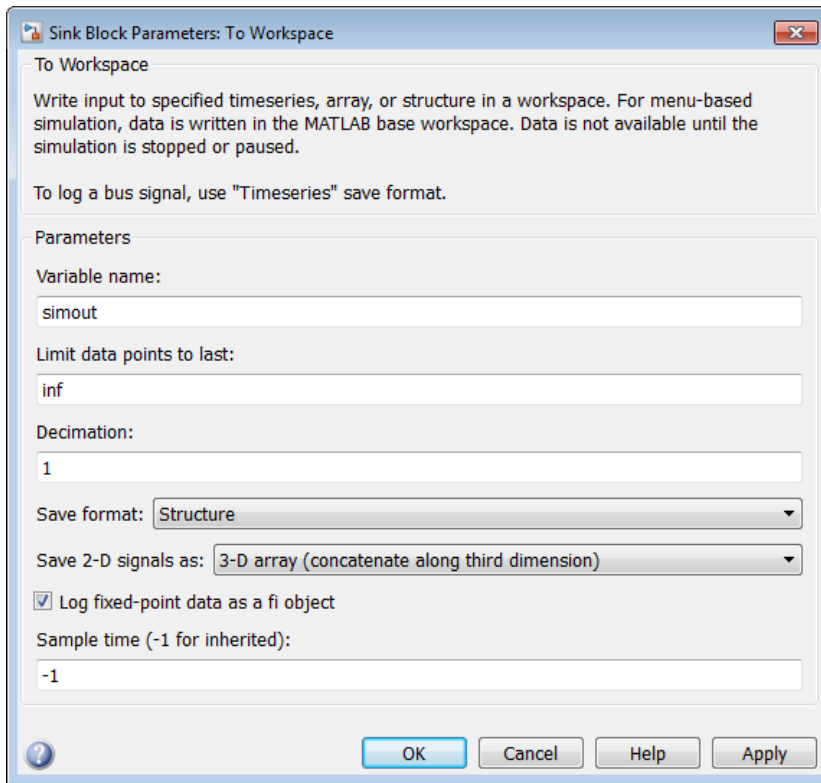 Sink Block Parameters: To Workspace
To Workspace
Write input to specified timeseries, array, or structure in a workspace. For menu-based
simulation, data is written in the MATLAB base workspace. Data is not available until the
simulation is stopped or paused.
To log a bus signal, use "Timeseries" save format.
Parameters
Variable name:
simout
Limit data points to last:
inf
Decimation:
1
Save format: Structure
Save 2-D signals as: 3-D array (concatenate along third dimension)
Log fixed-point data as a fi object
Sample time (-1 for inherited):
-1
? OK Cancel Help Apply